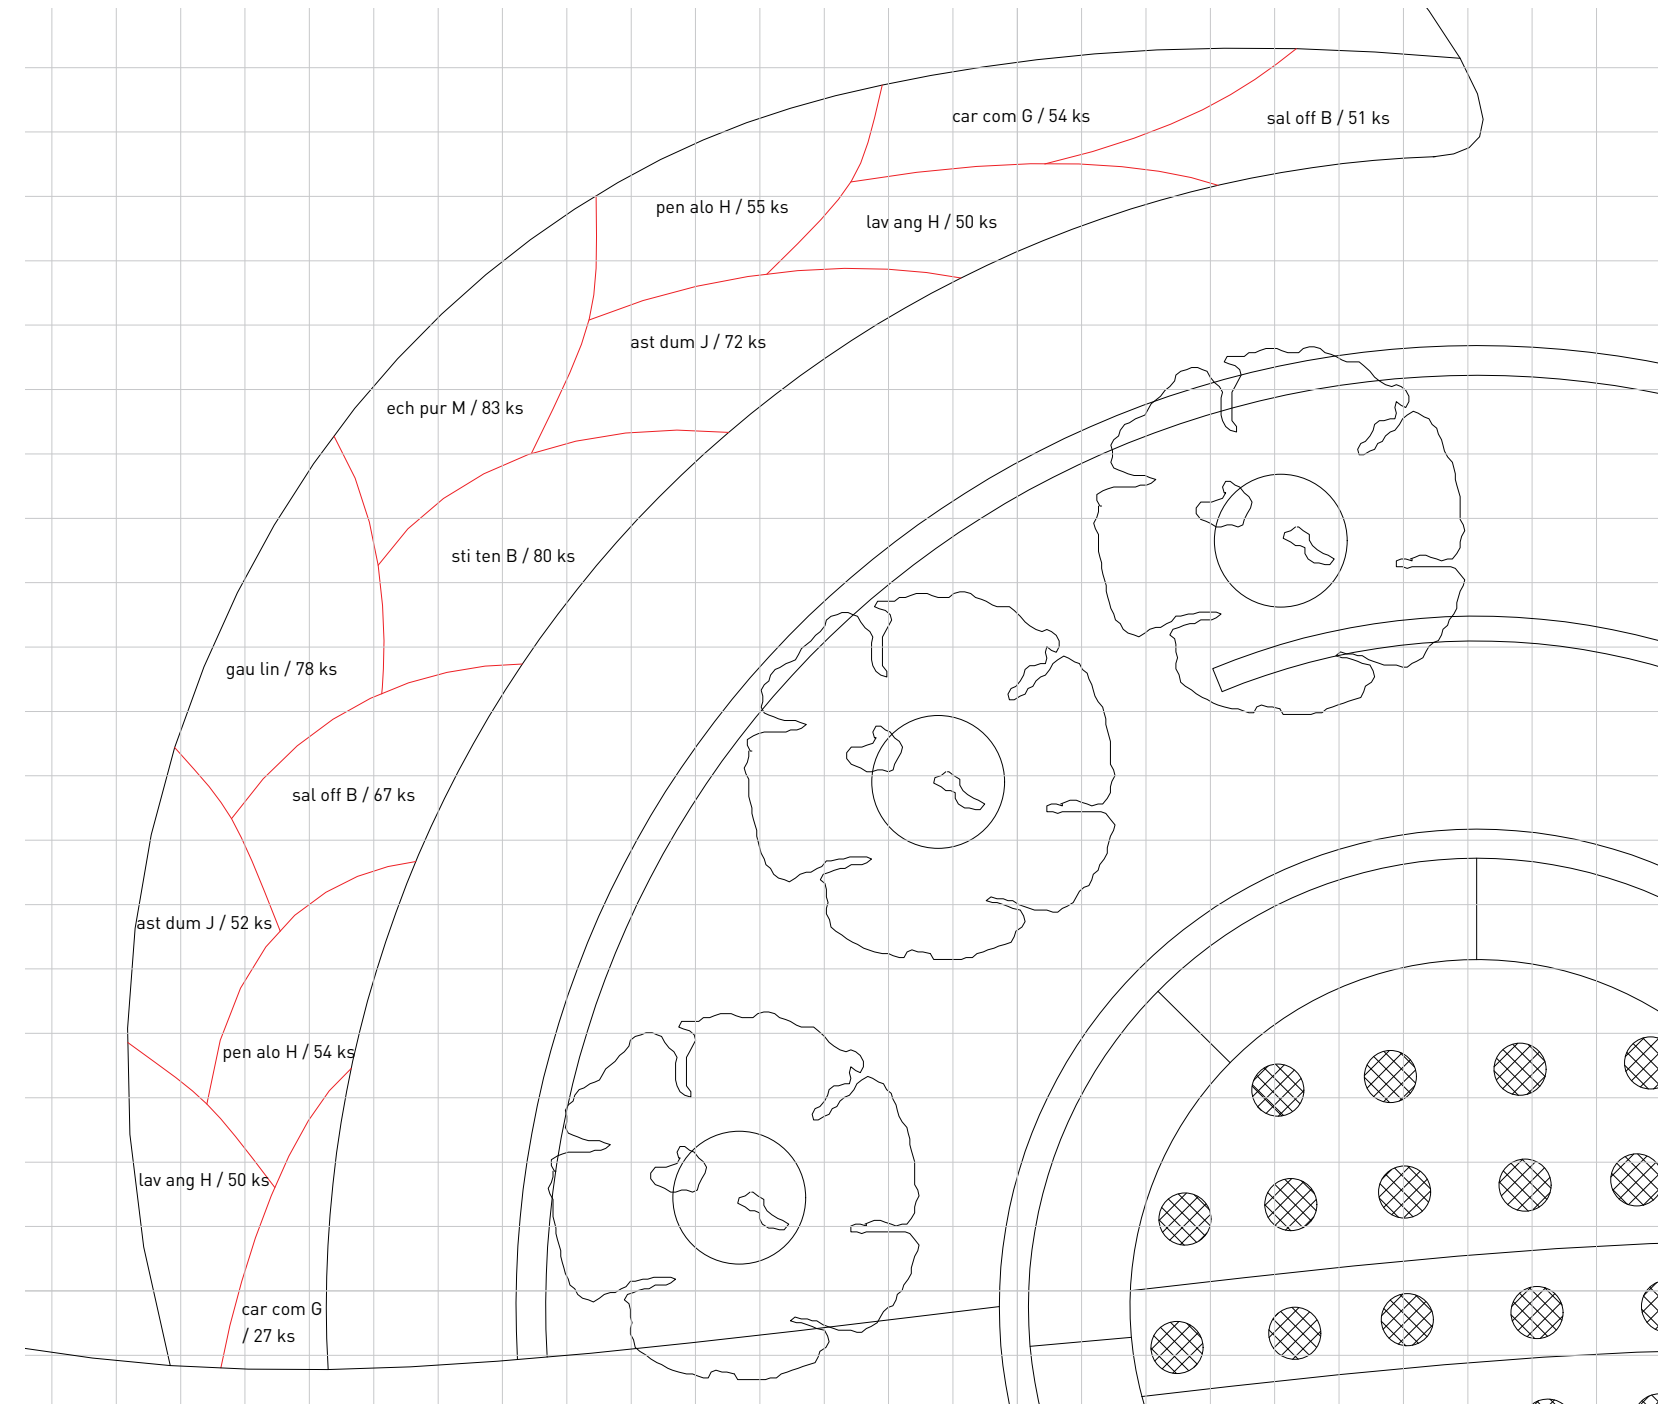 car com G / 54 ks
sal off B / 51 ks
pen alo H / 55 ks
lav ang H / 50 ks
ast dum J / 72 ks
ech pur M / 83 ks
sti ten B / 80 ks
gau lin / 78 ks
sal off B / 67 ks
ast dum J / 52 ks
pen alo H / 54 ks
lav ang H / 50 ks
car com G
/ 27 ks